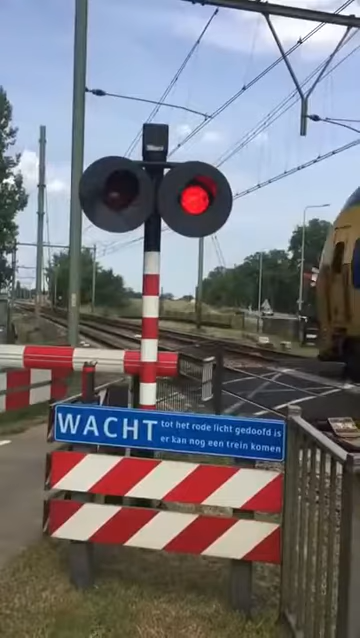 WACHT tot het rode licht gedoofd is
er kan nog een trein komen